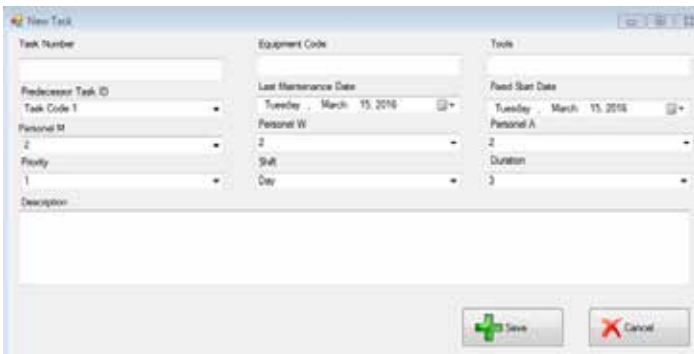 New Task
Task Number Equipment Code Tools
Predecessor Task ID Last Maintenance Date Fixed Start Date
Task Code 1 Tuesday , March 15, 2016 Tuesday , March 15, 2016
Personel M Personel W Personel A
2 2 2
Priority Shift Duration
1 Day 3
Description
Save Cancel